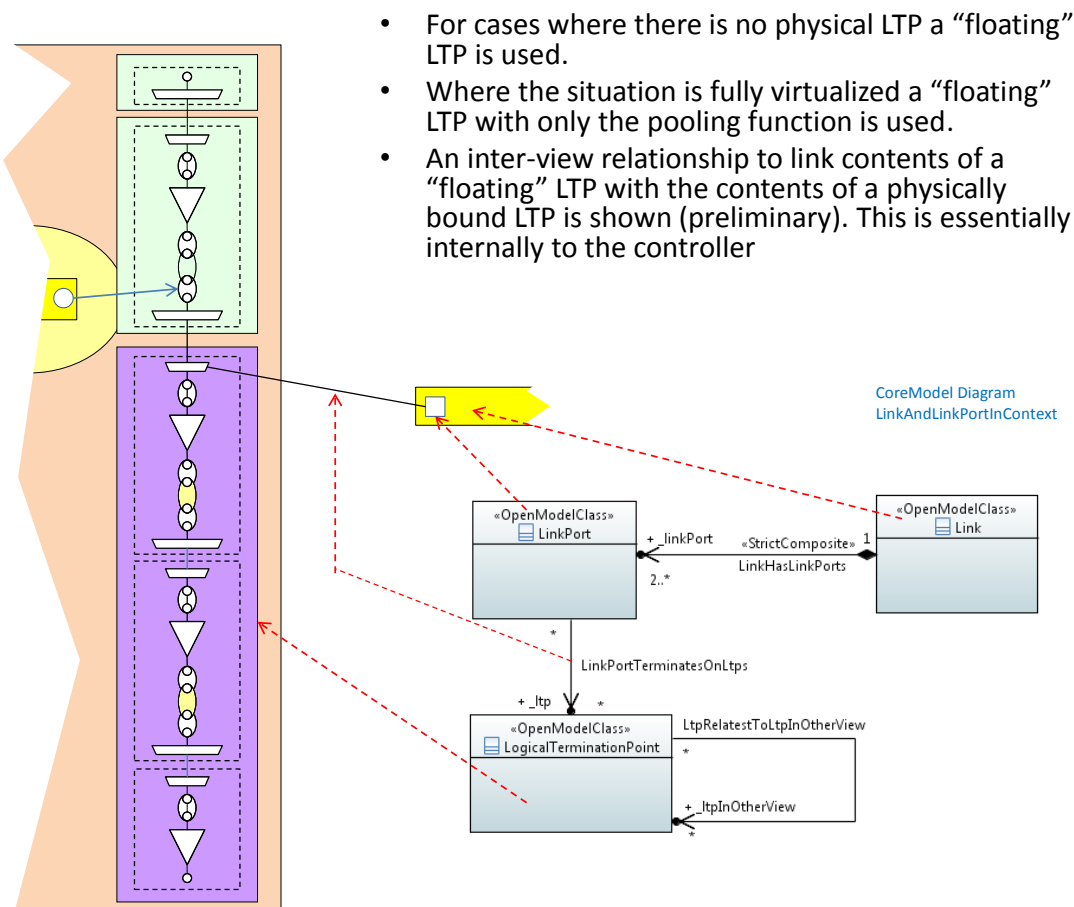 • For cases where there is no physical LTP a “floating”
LTP is used.
• Where the situation is fully virtualized a “floating”
LTP with only the pooling function is used.
• An inter-view relationship to link contents of a
“floating” LTP with the contents of a physically
bound LTP is shown (preliminary). This is essentially
internally to the controller
CoreModel Diagram
LinkAndLinkPortInContext
«OpenModelClass»
LinkPort
+ _linkPort
2..*
«StrictComposite»
LinkHasLinkPorts
1
«OpenModelClass»
Link
*
LinkPortTerminatesOnLtps
+ _ltp
*
«OpenModelClass»
LogicalTerminationPoint
LtpRelatestToLtpInOtherView
*
+ _ltpInOtherView
*